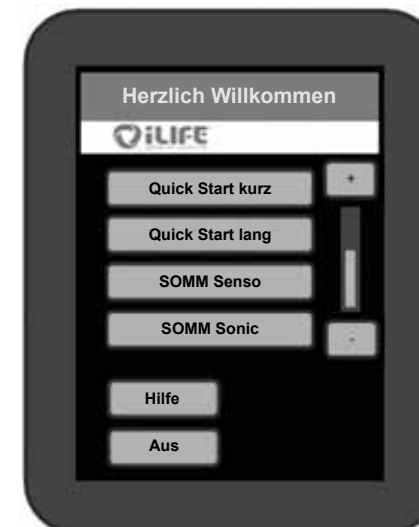 Herzlich Willkommen
iLIFE
Quick Start kurz
+
Quick Start lang
SOMM Senso
SOMM Sonic
-
Hilfe
Aus